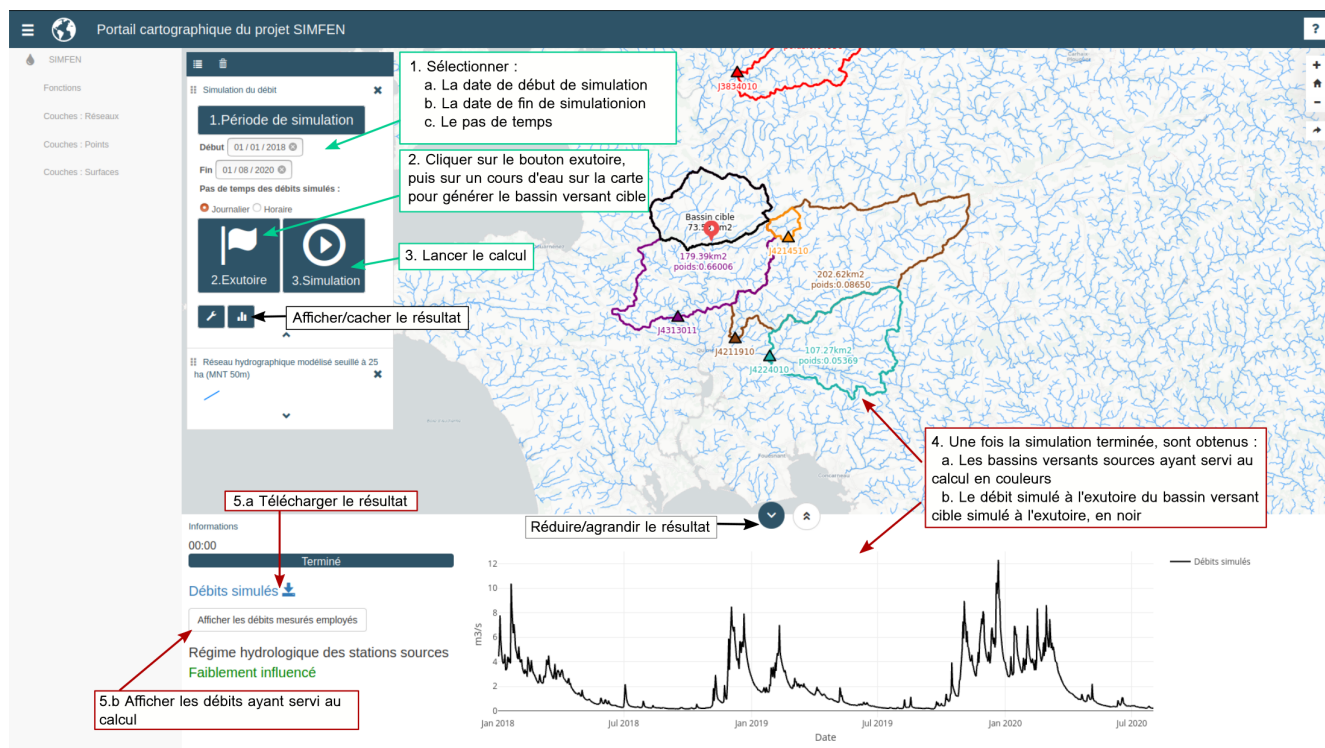 Portail cartographique du projet SIMFEN
?
SIMFEN
Fonctions
Couches : Réseaux
Couches : Points
Couches : Surfaces
Simulation du débit
1.Période de simulation
Début 01 / 01 / 2018
Fin 01 / 08 / 2020
Pas de temps des débits simulés :
Journalier Horaire
2.Exutoire
3.Simulation
Réseau hydrographique modélisé seuillé à 25
ha (MNT 50m)
1. Sélectionner :
a. La date de début de simulation
b. La date de fin de simulationion
c. Le pas de temps
2. Cliquer sur le bouton exutoire,
puis sur un cours d'eau sur la carte
pour générer le bassin versant cible
3. Lancer le calcul
Afficher/cacher le résultat
J3834010
Bassin cible
J4214510
179.39km2
poids:0.66006
202.62km2
poids:0.08650
J4313011
J4211910
107.27km2
poids:0.05369
J4224010
4. Une fois la simulation terminée, sont obtenus :
a. Les bassins versants sources ayant servi au
calcul en couleurs
b. Le débit simulé à l'exutoire du bassin versant
cible simulé à l'exutoire, en noir
5.a Télécharger le résultat
Réduire/agrandir le résultat
Informations
00:00
Terminé
Débits simulés
Afficher les débits mesurés employés
Régime hydrologique des stations sources
Faiblement influencé
5.b Afficher les débits ayant servi au
calcul
Débits simulés
12
10
8
6
4
2
0
m3/s
Jan 2018
Jul 2018
Jan 2019
Jul 2019
Jan 2020
Jul 2020
Date